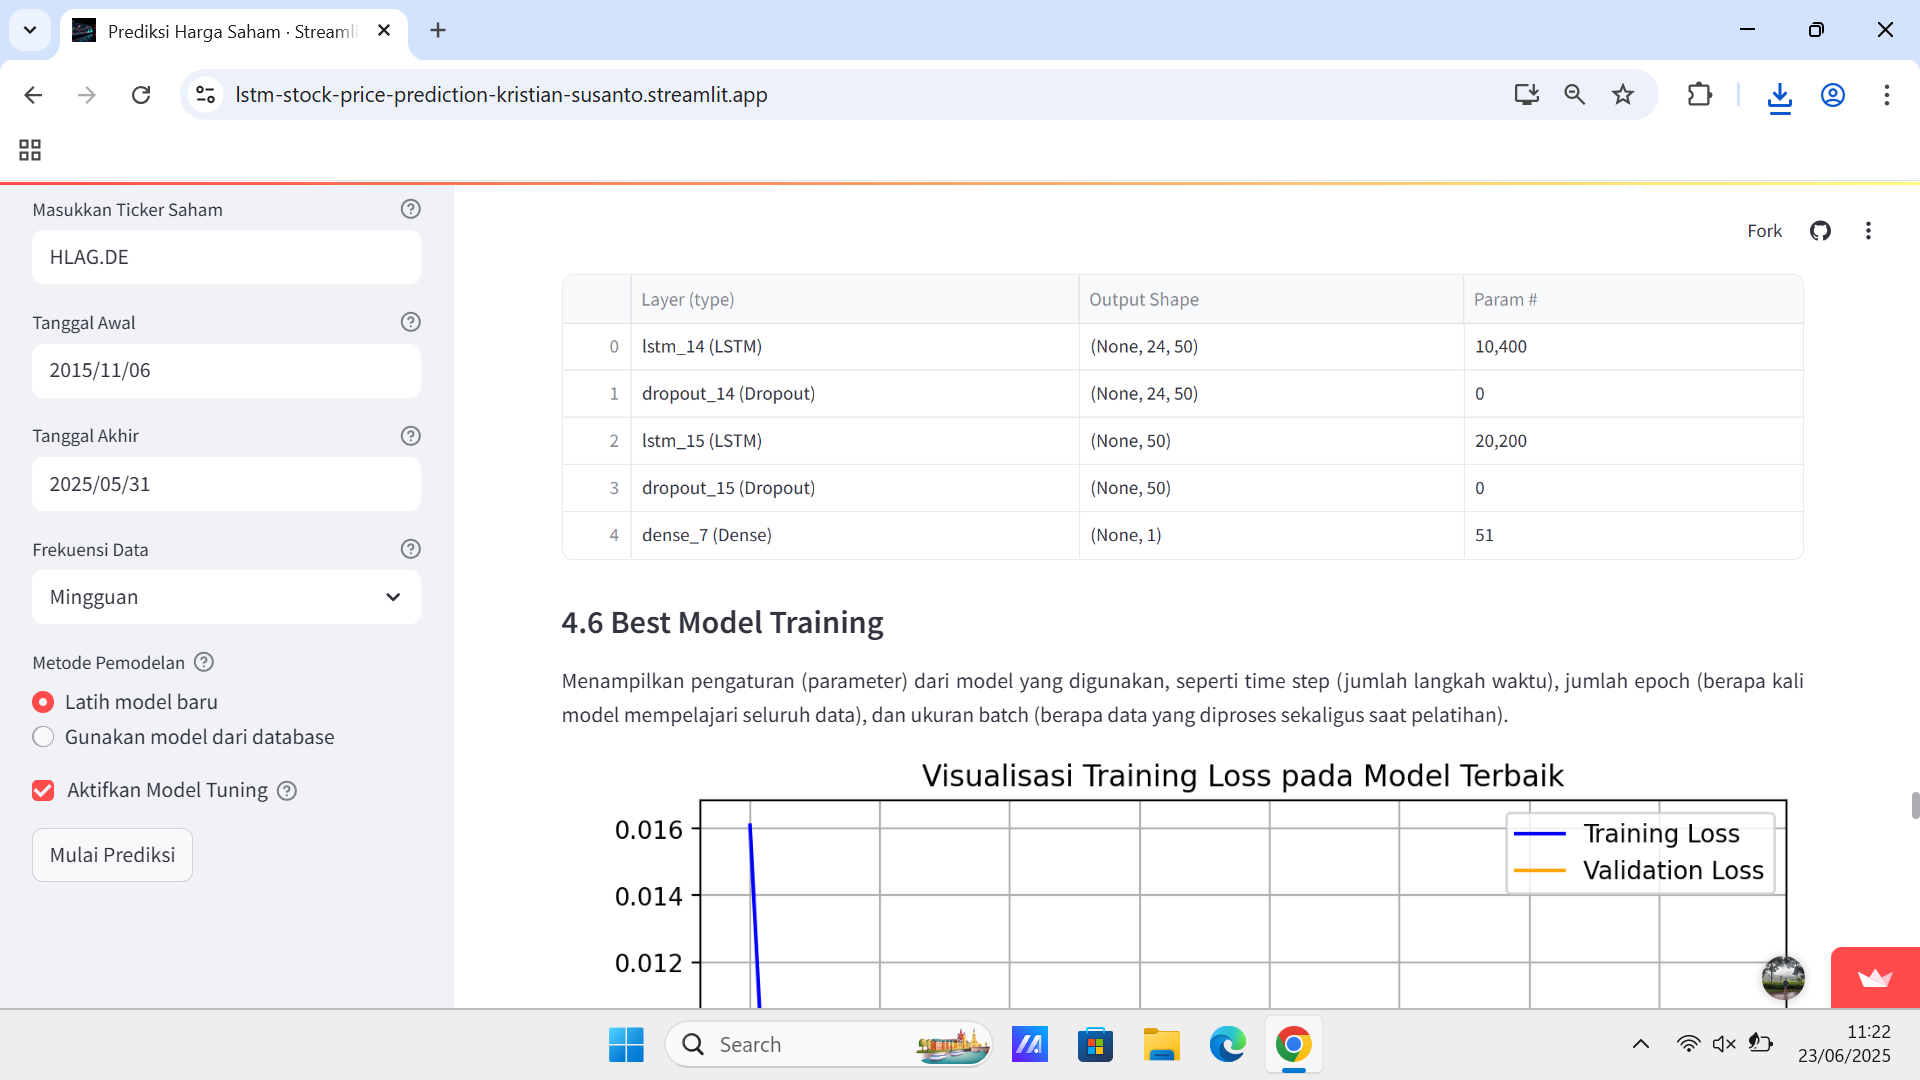 Prediksi Harga Saham · Streamli
lstm-stock-price-prediction-kristian-susanto.streamlit.app
Masukkan Ticker Saham
HLAG.DE
Tanggal Awal
2015/11/06
Tanggal Akhir
2025/05/31
Frekuensi Data
Mingguan
Metode Pemodelan
Latih model baru
Gunakan model dari database
Aktifkan Model Tuning
Mulai Prediksi
Fork
Layer (type) Output Shape Param #
0 lstm_14 (LSTM) (None, 24, 50) 10,400
1 dropout_14 (Dropout) (None, 24, 50) 0
2 lstm_15 (LSTM) (None, 50) 20,200
3 dropout_15 (Dropout) (None, 50) 0
4 dense_7 (Dense) (None, 1) 51
4.6 Best Model Training
Menampilkan pengaturan (parameter) dari model yang digunakan, seperti time step (jumlah langkah waktu), jumlah epoch (berapa kali
model mempelajari seluruh data), dan ukuran batch (berapa data yang diproses sekaligus saat pelatihan).
Visualisasi Training Loss pada Model Terbaik
0.016
0.014
0.012
Training Loss
Validation Loss
Search
11:22
23/06/2025